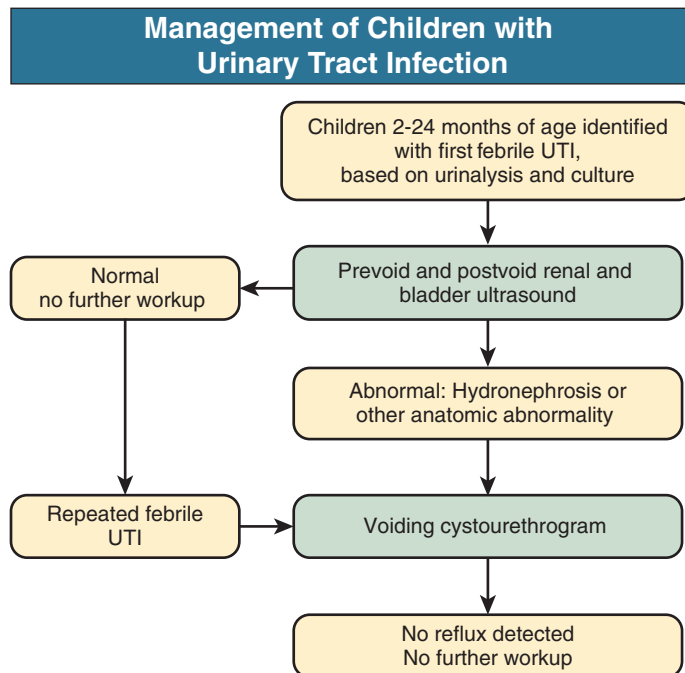 Management of Children with
Urinary Tract Infection
Children 2-24 months of age identified
with first febrile UTI,
based on urinalysis and culture
Prevoid and postvoid renal and
bladder ultrasound
Normal
no further workup
Abnormal: Hydronephrosis or
other anatomic abnormality
Repeated febrile
UTI
Voiding cystourethrogram
No reflux detected
No further workup